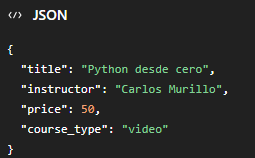 </> JSON
{
  "title": "Python desde cero",
  "instructor": "Carlos Murillo",
  "price": 50,
  "course_type": "video"
}